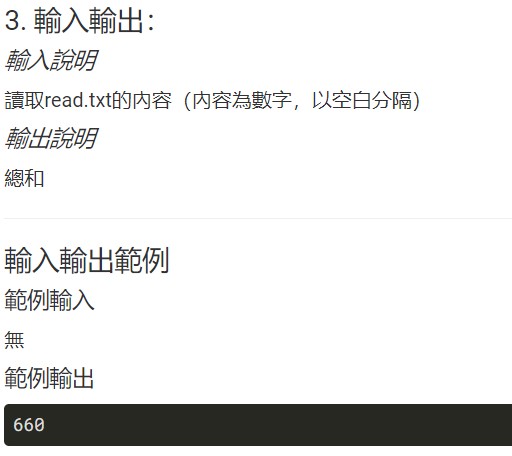 3. 輸入輸出：
輸入說明
讀取read.txt的內容（內容為數字，以空白分隔）
輸出說明
總和
輸入輸出範例
範例輸入
無
範例輸出
660